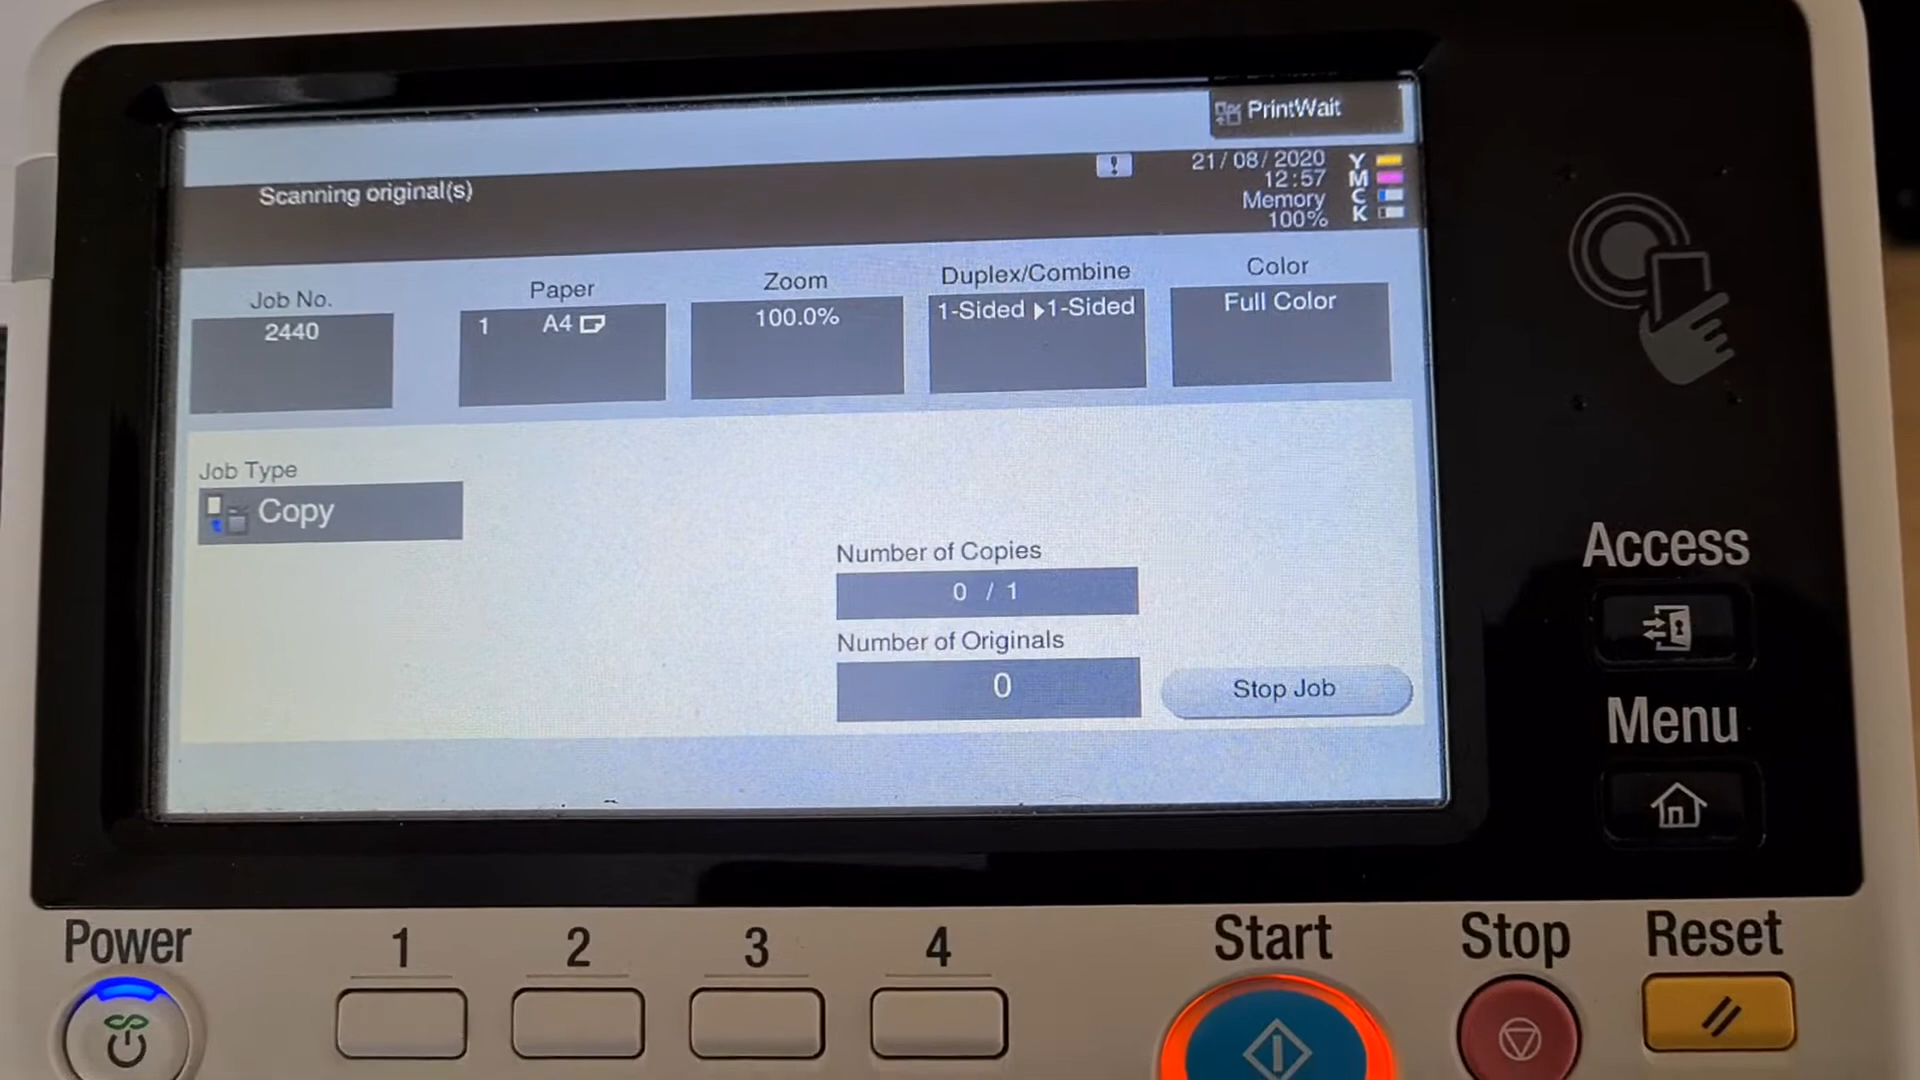 PrintWait
Scanning original(s)
21/08/2020
12:57
Memory
100%
Y
M
C
K
Job No.
2440
Paper
1 A4
Zoom
100.0%
Duplex/Combine
1-Sided ▶1-Sided
Color
Full Color
Job Type
Copy
Number of Copies
0 / 1
Number of Originals
0
Stop Job
Access
Menu
Power
1
2
3
4
Start
Stop
Reset